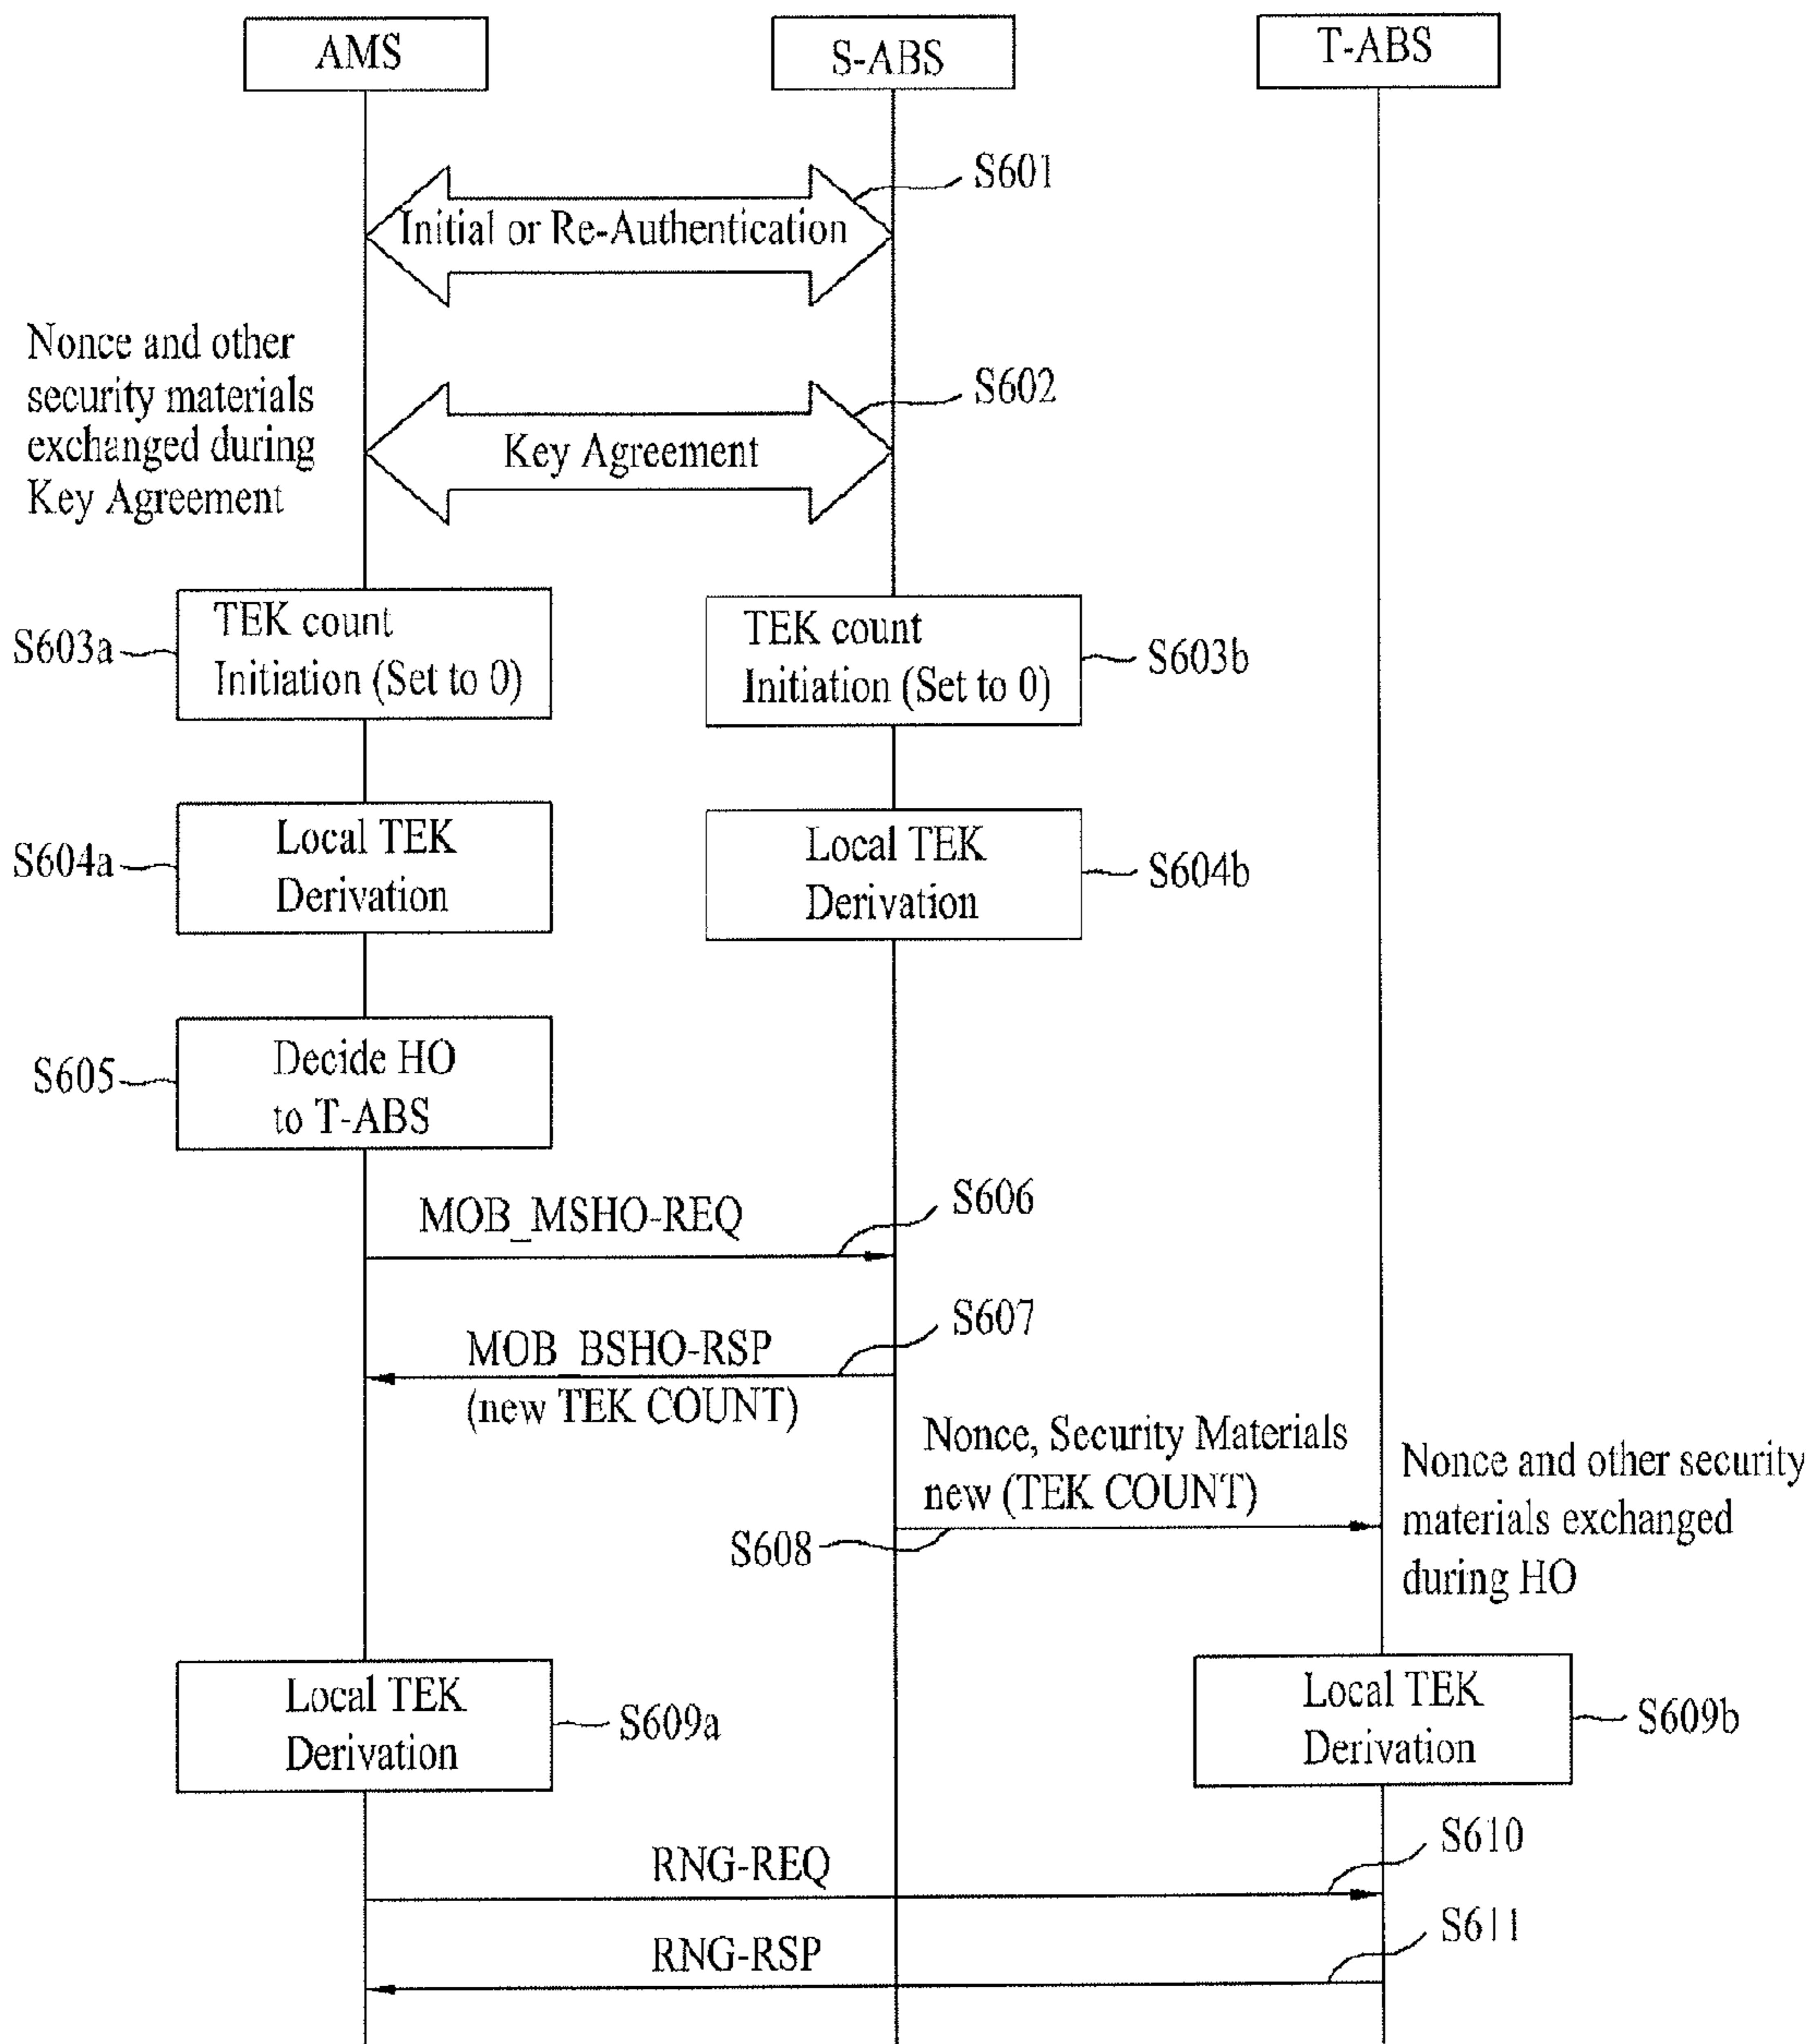 AMS
S-ABS
T-ABS
S601
Initial or Re-Authentication
Nonce and other
security materials
exchanged during
Key Agreement
S602
Key Agreement
S603a
TEK count
Initiation (Set to 0)
TEK count
Initiation (Set to 0)
S603b
S604a
Local TEK
Derivation
Local TEK
Derivation
S604b
S605
Decide HO
to T-ABS
MOB_MSHO-REQ
S606
S607
MOB_BSHO-RSP
(new TEK COUNT)
Nonce, Security Materials
new (TEK COUNT)
S608
Nonce and other security
materials exchanged
during HO
Local TEK
Derivation
S609a
Local TEK
Derivation
S609b
RNG-REQ
S610
RNG-RSP
S611